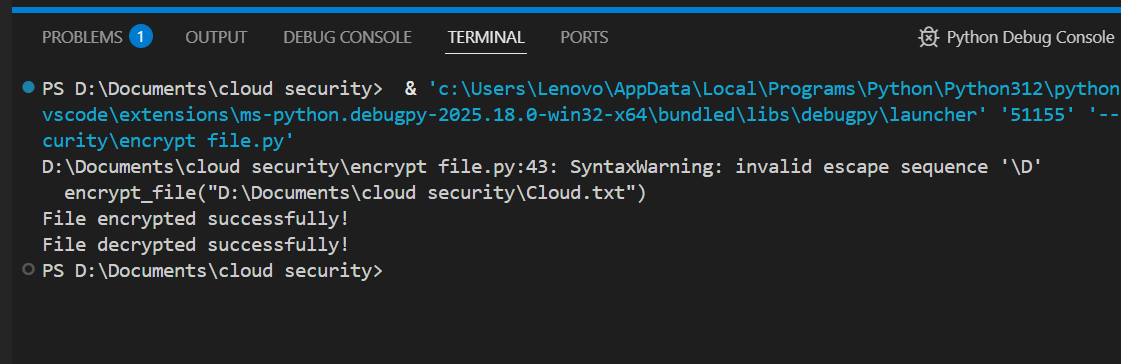 PROBLEMS 1 OUTPUT DEBUG CONSOLE TERMINAL PORTS Python Debug Console
PS D:\Documents\cloud security>  & 'c:\Users\Lenovo\AppData\Local\Programs\Python\Python312\python
vscode\extensions\ms-python.debugpy-2025.18.0-win32-x64\bundled\libs\debugpy\launcher' '51155' '--
curity\encrypt file.py'
D:\Documents\cloud security\encrypt file.py:43: SyntaxWarning: invalid escape sequence '\D'
  encrypt_file("D:\Documents\cloud security\Cloud.txt")
File encrypted successfully!
File decrypted successfully!
PS D:\Documents\cloud security>